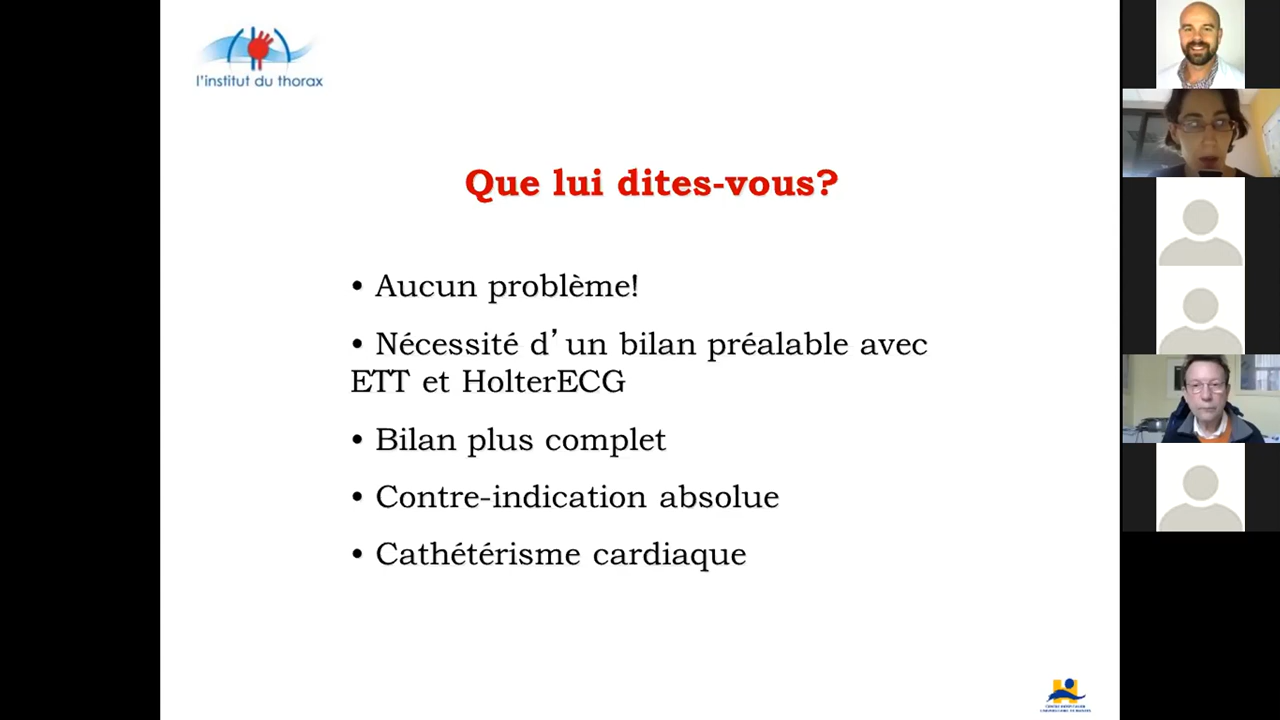 l'institut du thorax
Que lui dites-vous?
• Aucun problème!
• Nécessité d'un bilan préalable avec
ETT et HolterECG
• Bilan plus complet
• Contre-indication absolue
• Cathétérisme cardiaque